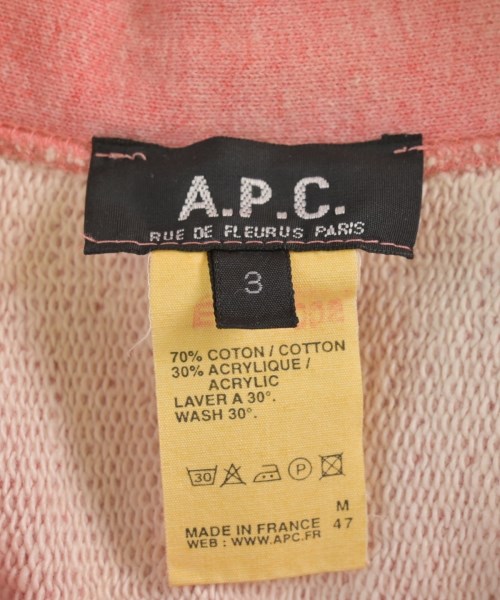 A.P.C.
RUE DE FLEURUS PARIS
3
70% COTON / COTTON
30% ACRYLIQUE /
ACRYLIC
LAVER A 30°.
WASH 30°.
30 P
M
MADE IN FRANCE 47
WEB : WWW.APC.FR